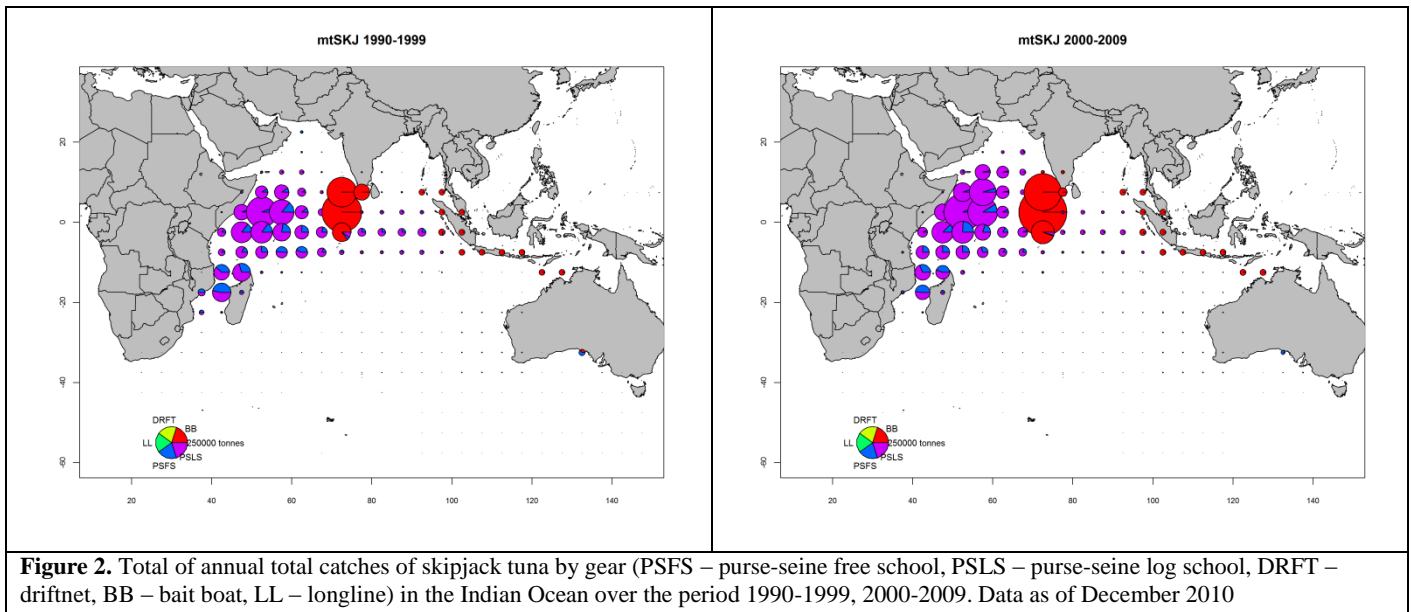 mtSKJ 1990-1999
20
0
-20
-40
-60
DRFT
BB
LL
250000 tonnes
PSLS
PSFS
20 40 60 80 100 120 140
mtSKJ 2000-2009
20
0
-20
-40
-60
DRFT
BB
LL
250000 tonnes
PSLS
PSFS
20 40 60 80 100 120 140
Figure 2. Total of annual total catches of skipjack tuna by gear (PSFS – purse-seine free school, PSLS – purse-seine log school, DRFT –
driftnet, BB – bait boat, LL – longline) in the Indian Ocean over the period 1990-1999, 2000-2009. Data as of December 2010